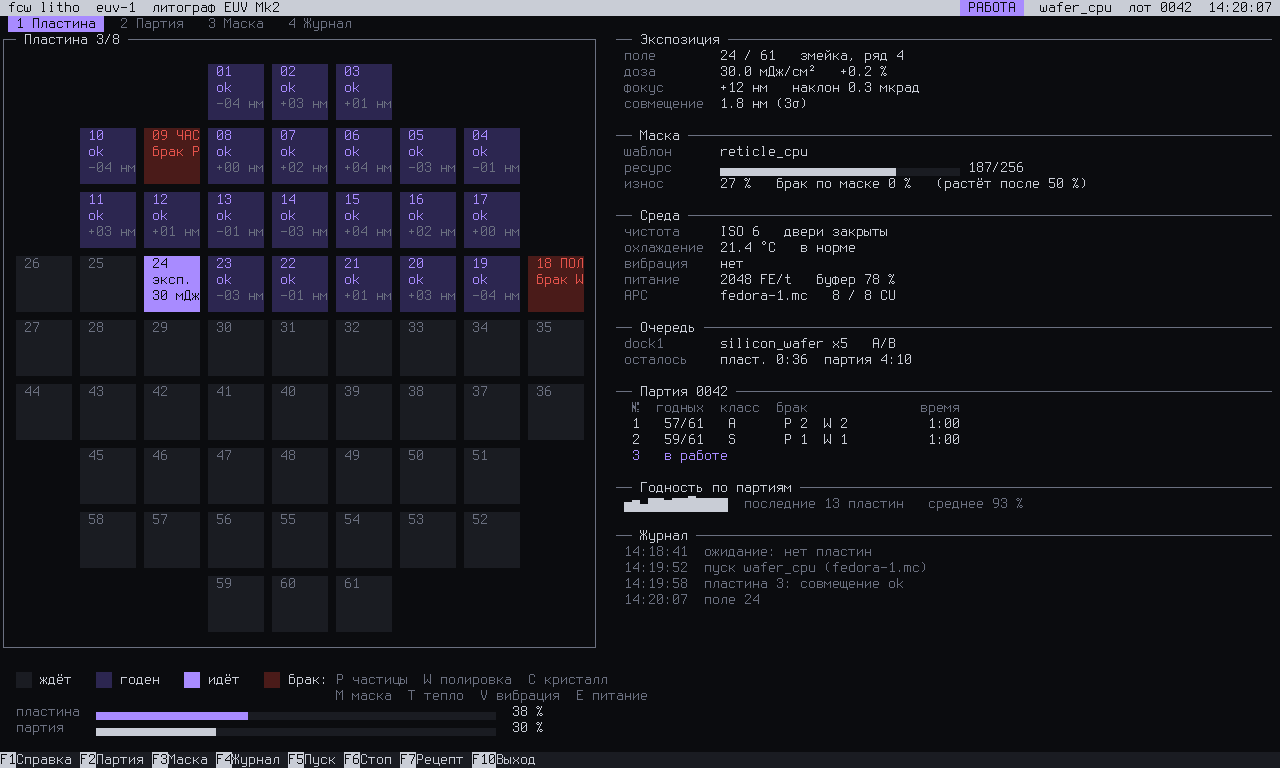 fcu litho  euv-1  литограф EUV Mk2  РАБОТА  wafer_cpu  лот 0042  14:20:07
1 Пластина  2 Партия  3 Маска  4 Журнал
Пластина 3/8
01  02  03
ok  ok  ok
-04 нм  +03 нм  +01 нм
10  09 ЧАС  08  07  06  05  04
ok  брак P  ok  ok  ok  ok  ok
-04 нм  +00 нм  +02 нм  +04 нм  -03 нм  -01 нм
11  12  13  14  15  16  17
ok  ok  ok  ok  ok  ok  ok
+03 нм  +01 нм  -01 нм  -03 нм  +04 нм  +02 нм  +00 нм
26  25  24  23  22  21  20  19  18 ПОЛ
эксп.  ok  ok  ok  ok  ok  брак W
30 мДж  -03 нм  -01 нм  +01 нм  +03 нм  -04 нм
27  28  29  30  31  32  33  34  35
44  43  42  41  40  39  38  37  36
45  46  47  48  49  50  51
58  57  56  55  54  53  52
59  60  61
ждёт  годен  идёт  брак:  P частицы  W полировка  C кристалл
M маска  T тепло  V вибрация  E питание
пластина  38 %
партия  30 %
Экспозиция
поле  24 / 61  змейка, ряд 4
доза  30.0 мДж/см²  +0.2 %
фокус  +12 нм  наклон 0.3 мкрад
совмещение  1.8 нм (3σ)
Маска
шаблон  reticle_cpu
ресурс  187/256
износ  27 %  брак по маске 0 %  (растёт после 50 %)
Среда
чистота  ISO 6  двери закрыты
охлаждение  21.4 °C  в норме
вибрация  нет
питание  2048 FE/t  буфер 78 %
APC  fedora-1.mc  8 / 8 CU
Очередь
dock1  silicon_wafer x5  A/B
осталось  пласт. 0:36  партия 4:10
Партия 0042
№  годных  класс  брак  время
1  57/61  A  P 2  W 2  1:00
2  59/61  S  P 1  W 1  1:00
3  в работе
Годность по партиям
последние 13 пластин  среднее 93 %
Журнал
14:18:41  ожидание: нет пластин
14:19:52  пуск wafer_cpu (fedora-1.mc)
14:19:58  пластина 3: совмещение ok
14:20:07  поле 24
F1Справка  F2Партия  F3Маска  F4Журнал  F5Пуск  F6Стоп  F7Рецепт  F10Выход